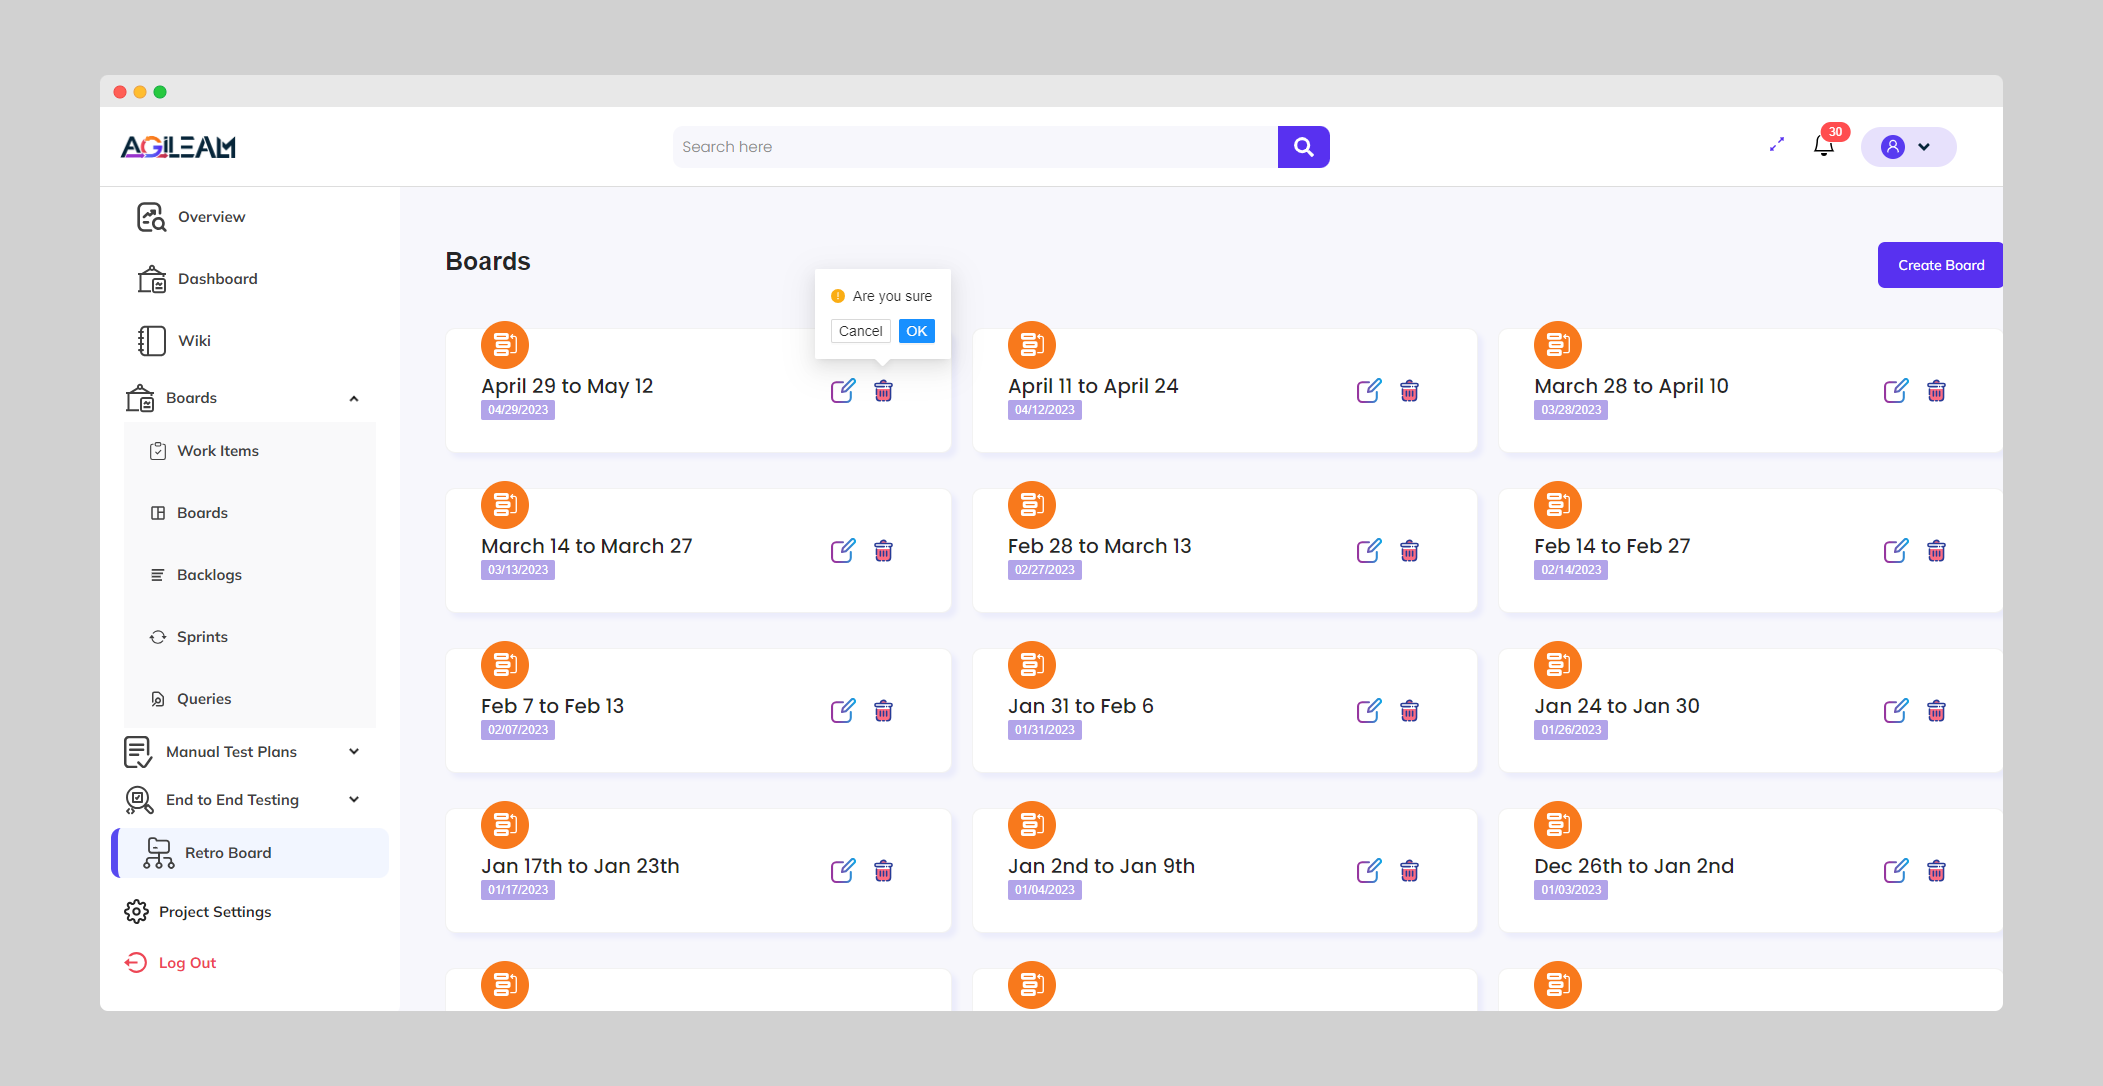 AGiLEAM
Search here
30
Overview
Dashboard
Wiki
Boards
Work Items
Boards
Backlogs
Sprints
Queries
Manual Test Plans
End to End Testing
Retro Board
Project Settings
Log Out
Boards
Create Board
Are you sure
Cancel OK
April 29 to May 12
04/29/2023
April 11 to April 24
04/12/2023
March 28 to April 10
03/28/2023
March 14 to March 27
03/13/2023
Feb 28 to March 13
02/27/2023
Feb 14 to Feb 27
02/14/2023
Feb 7 to Feb 13
02/07/2023
Jan 31 to Feb 6
01/31/2023
Jan 24 to Jan 30
01/26/2023
Jan 17th to Jan 23th
01/17/2023
Jan 2nd to Jan 9th
01/04/2023
Dec 26th to Jan 2nd
01/03/2023